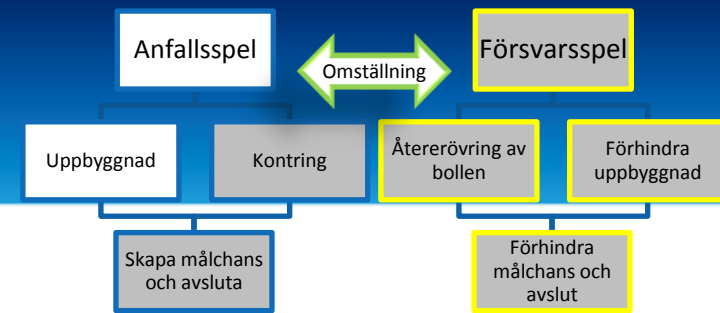 Anfallsspel
Omställning
Försvarsspel
Uppbyggnad
Kontring
Återerövring av
bollen
Förhindra
uppbyggnad
Skapa målchans
och avsluta
Förhindra
målchans och
avslut